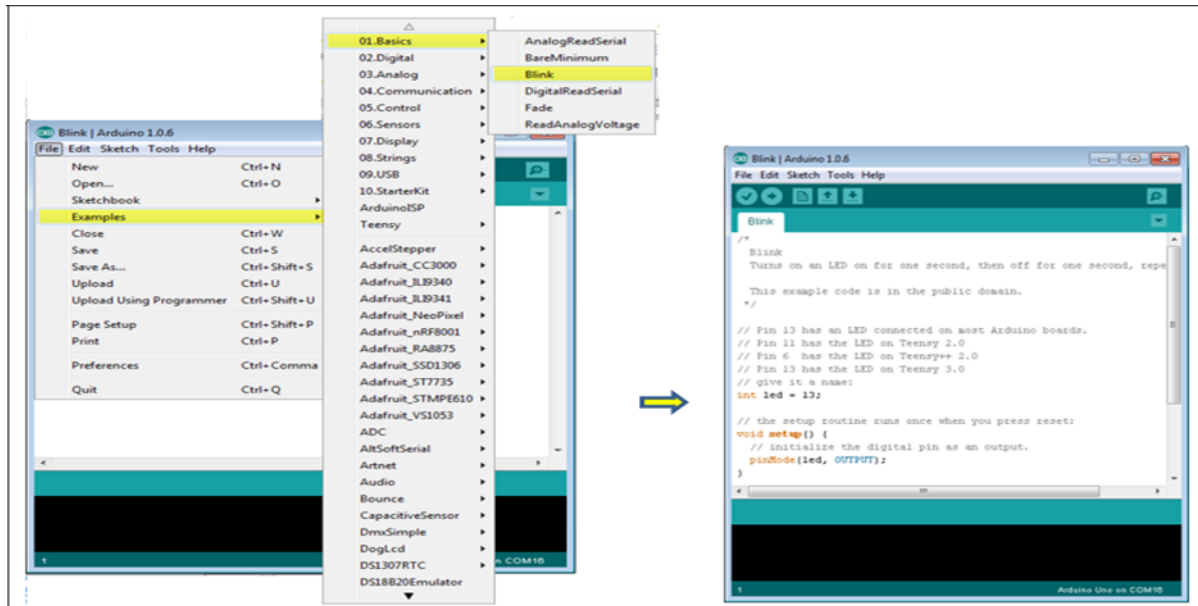 Blink | Arduino 1.0.6
File Edit Sketch Tools Help
New Ctrl+N
Open... Ctrl+O
Sketchbook
Examples
Close Ctrl+W
Save Ctrl+S
Save As... Ctrl+Shift+S
Upload Ctrl+U
Upload Using Programmer Ctrl+Shift+U
Page Setup Ctrl+Shift+P
Print Ctrl+P
Preferences Ctrl+Comma
Quit Ctrl+Q
1
n COM16
01.Basics
02.Digital
03.Analog
04.Communication
05.Control
06.Sensors
07.Display
08.Strings
09.USB
10.StarterKit
ArduinoISP
Teensy
AccelStepper
Adafruit_CC3000
Adafruit_ILI9340
Adafruit_ILI9341
Adafruit_NeoPixel
Adafruit_nRF8001
Adafruit_RA8875
Adafruit_SSD1306
Adafruit_ST7735
Adafruit_STMPE610
Adafruit_VS1053
ADC
AltSoftSerial
Artnet
Audio
Bounce
CapacitiveSensor
DmxSimple
DogLcd
DS1307RTC
DS18B20Emulator
AnalogReadSerial
BareMinimum
Blink
DigitalReadSerial
Fade
ReadAnalogVoltage
Blink | Arduino 1.0.6
File Edit Sketch Tools Help
Blink
/*
Blink
Turns on an LED on for one second, then off for one second, repe
This example code is in the public domain.
*/
// Pin 13 has an LED connected on most Arduino boards.
// Pin 11 has the LED on Teensy 2.0
// Pin 6 has the LED on Teensy++ 2.0
// Pin 13 has the LED on Teensy 3.0
// give it a name:
int led = 13;
// the setup routine runs once when you press reset:
void setup() {
// initialize the digital pin as an output.
pinMode(led, OUTPUT);
}
1
Arduino Uno on COM16